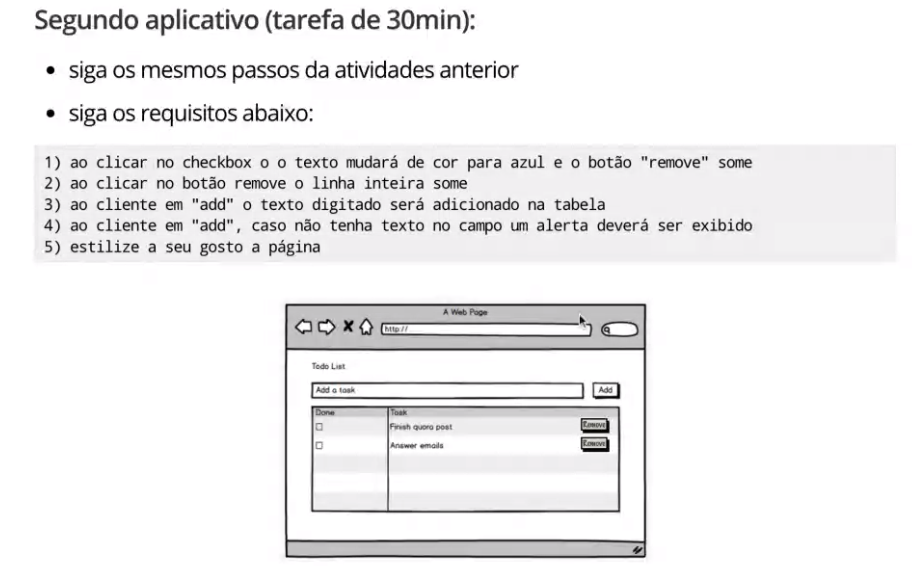 Segundo aplicativo (tarefa de 30min):
• siga os mesmos passos da atividades anterior
• siga os requisitos abaixo:
1) ao clicar no checkbox o o texto mudará de cor para azul e o botão "remove" some
2) ao clicar no botão remove o linha inteira some
3) ao cliente em "add" o texto digitado será adicionado na tabela
4) ao cliente em "add", caso não tenha texto no campo um alerta deverá ser exibido
5) estilize a seu gosto a página
A Web Page
http://
Todo List
Add a task Add
Done Task
Finish quora post Remove
Answer emails Remove